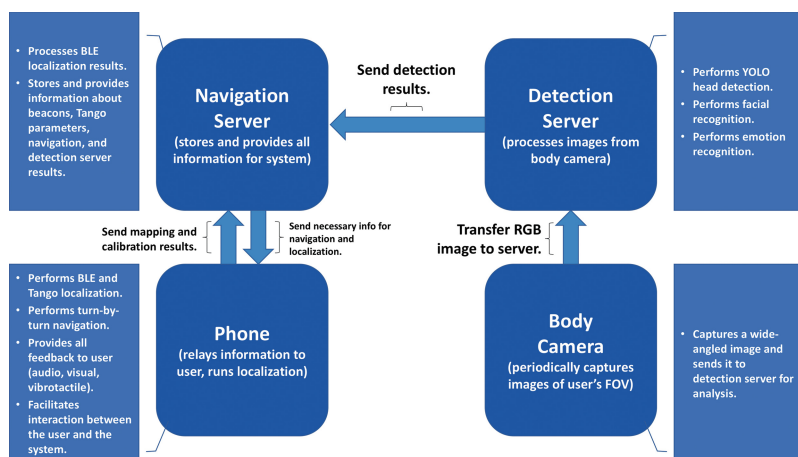 • Processes BLE
localization results.
• Stores and provides
information about
beacons, Tango
parameters,
navigation, and
detection server
results.
Navigation
Server
(stores and provides all
information for system)
Send detection
results.
Detection
Server
(processes images from
body camera)
• Performs YOLO
head detection.
• Performs facial
recognition.
• Performs emotion
recognition.
Send mapping and
calibration results.
Send necessary info for
navigation and
localization.
Transfer RGB
image to server.
• Performs BLE and
Tango localization.
• Performs turn-by-
turn navigation.
• Provides all
feedback to user
(audio, visual,
vibrotactile).
• Facilitates
interaction between
the user and the
system.
Phone
(relays information to
user, runs localization)
Body
Camera
(periodically captures
images of user’s FOV)
• Captures a wide-
angled image and
sends it to
detection server for
analysis.